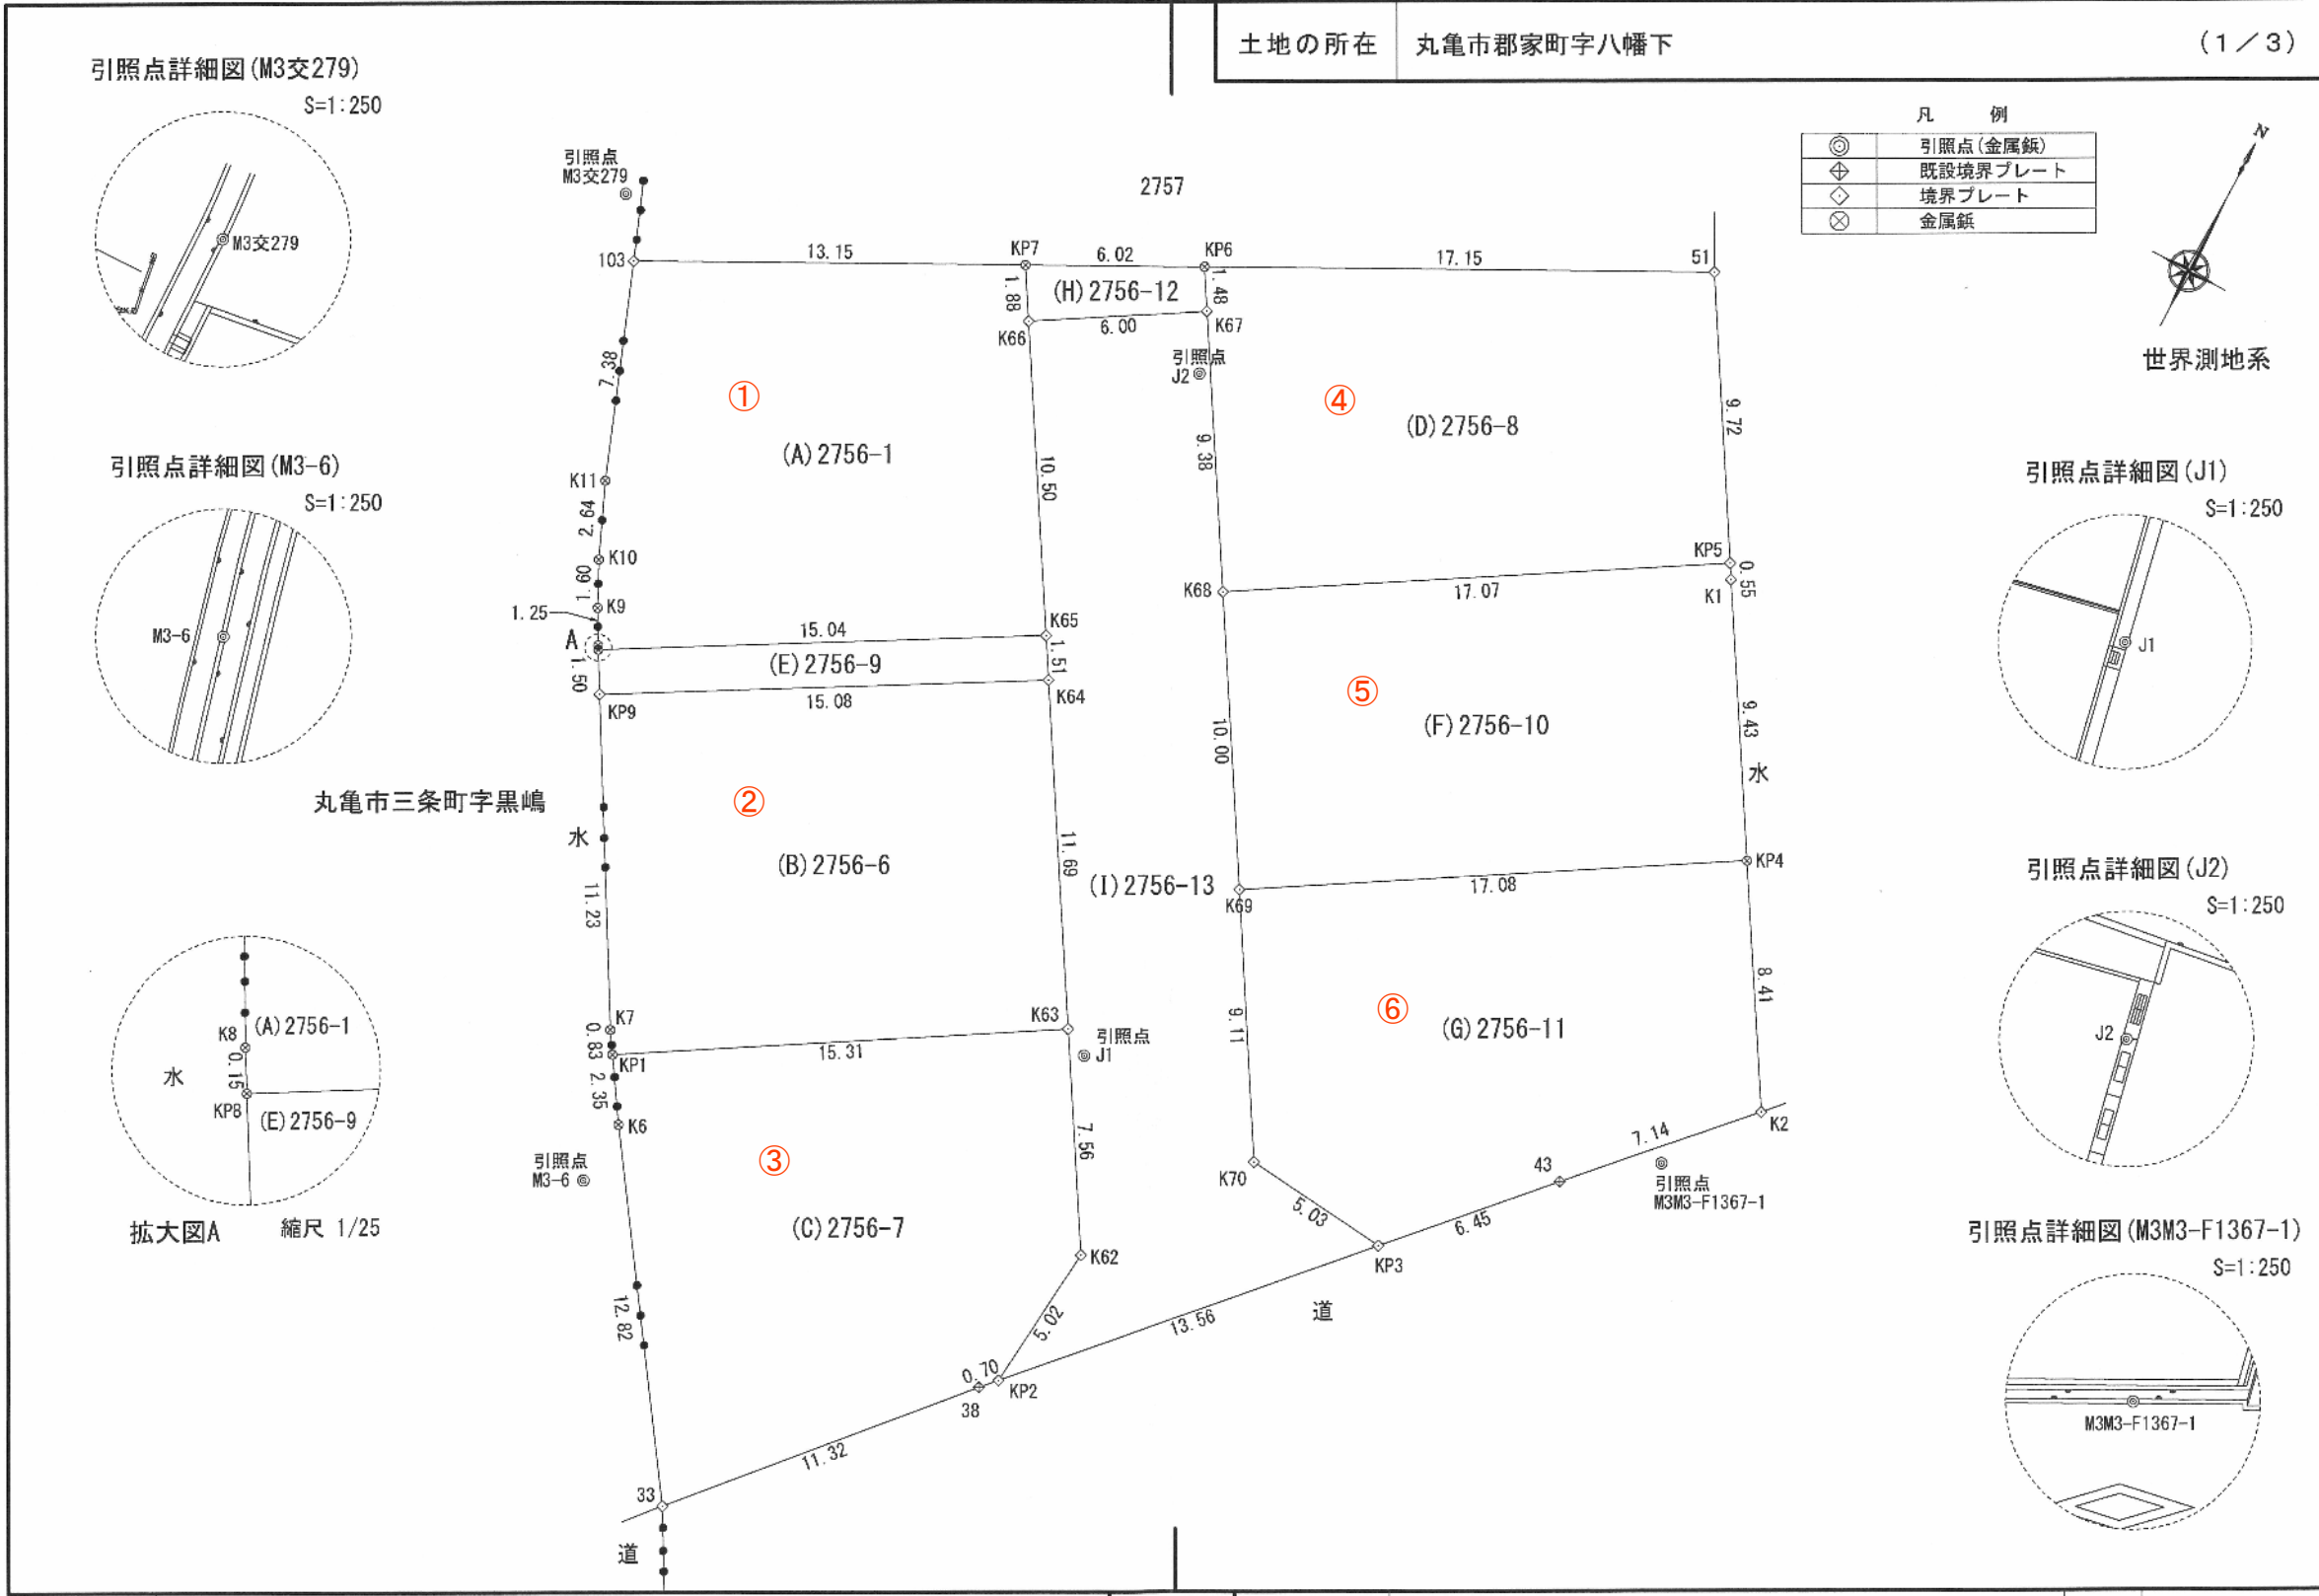 土地の所在 丸亀市郡家町字八幡下 (1／3)
引照点詳細図(M3交279)
S=1:250
M3交279
引照点詳細図(M3-6)
S=1:250
M3-6
丸亀市三条町字黒嶋
水
K8
(A)2756-1
0.15
水
KP8
(E)2756-9
拡大図A 縮尺 1/25
引照点
M3交279
2757
103
13.15
KP7
6.02
KP6
17.15
51
1.88
(H)2756-12
1.48
K66
6.00
K67
引照点
J2
7.38
①
(A)2756-1
④
(D)2756-8
9.72
9.38
10.50
K11
2.64
K10
1.60
K9
1.25
A
15.04
K65
K68
17.07
KP5
0.55
K1
(E)2756-9
1.51
1.50
KP9
15.08
K64
⑤
(F)2756-10
9.43
水
10.00
②
(B)2756-6
11.69
11.23
(I)2756-13
K69
17.08
KP4
K7
0.83
KP1
15.31
K63
引照点
J1
9.11
⑥
(G)2756-11
8.41
2.35
K6
引照点
M3-6
③
(C)2756-7
7.56
K62
K70
5.03
KP3
6.45
43
7.14
K2
引照点
M3M3-F1367-1
12.82
5.02
13.56
道
0.70
KP2
38
11.32
33
道
凡 例
引照点(金属鋲)
既設境界プレート
境界プレート
金属鋲
N
世界測地系
引照点詳細図(J1)
S=1:250
J1
引照点詳細図(J2)
S=1:250
J2
引照点詳細図(M3M3-F1367-1)
S=1:250
M3M3-F1367-1